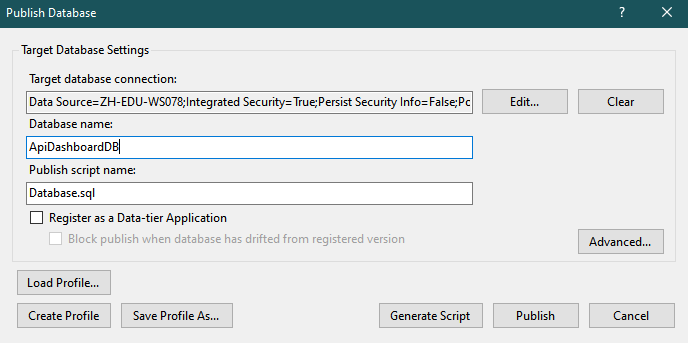 Publish Database
?
Target Database Settings
Target database connection:
Data Source=ZH-EDU-WS078;Integrated Security=True;Persist Security Info=False;Pc
Edit...
Clear
Database name:
ApiDashboardDB
Publish script name:
Database.sql
Register as a Data-tier Application
Block publish when database has drifted from registered version
Advanced...
Load Profile...
Create Profile
Save Profile As...
Generate Script
Publish
Cancel